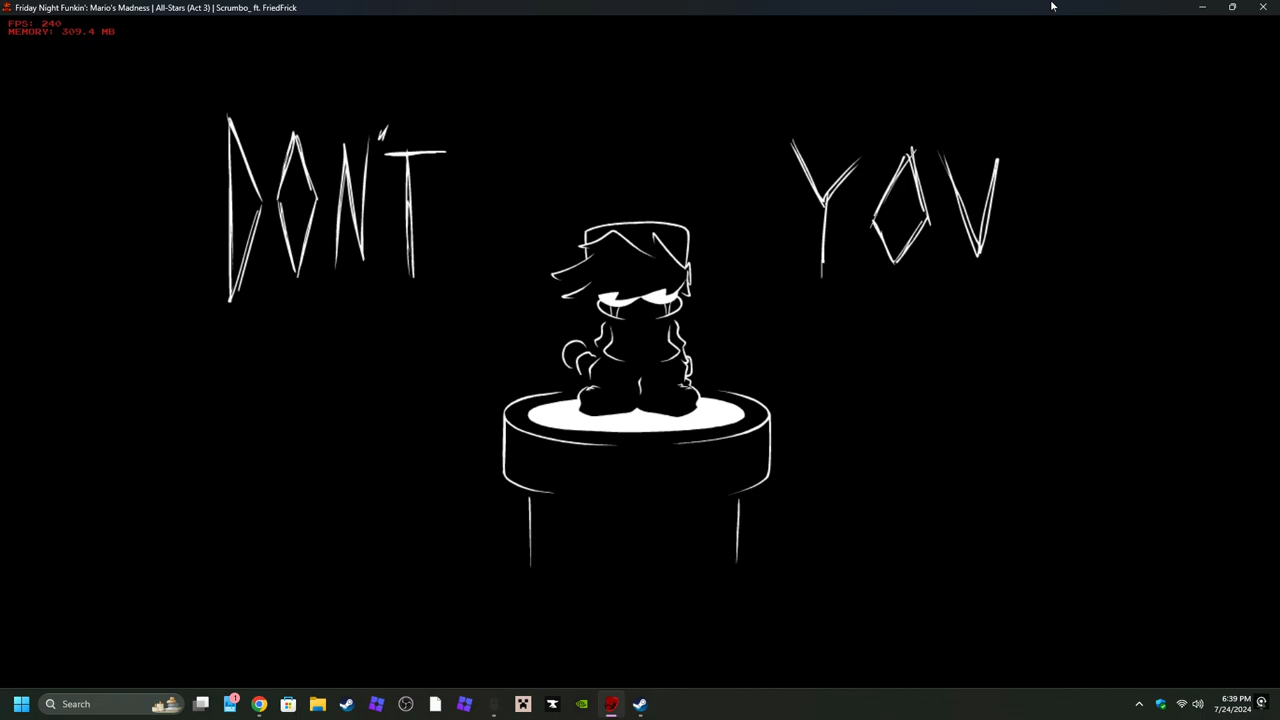 Friday Night Funkin': Mario's Madness | All-Stars (Act 3) | Scrumbo_ ft. FriedFrick
FPS: 240
MEMORY: 309.4 MB
DON'T YOU
Search
1
6:39 PM
7/24/2024